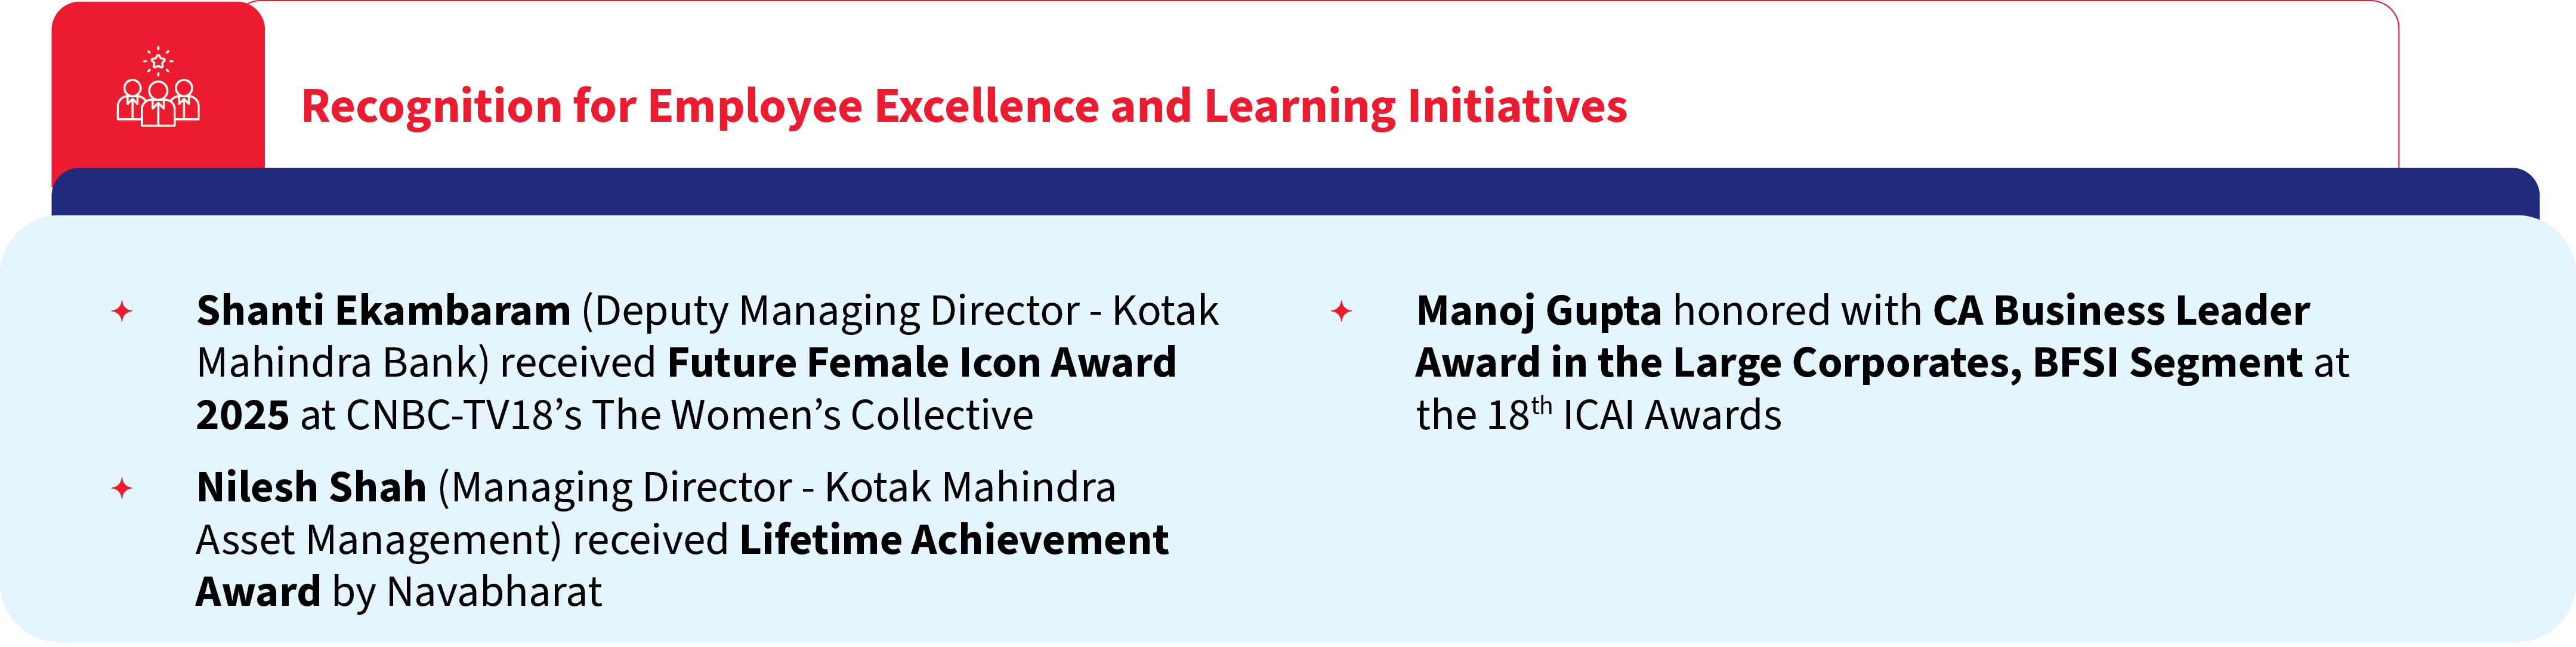 Recognition for Employee Excellence and Learning Initiatives
Shanti Ekambaram (Deputy Managing Director - Kotak
Mahindra Bank) received Future Female Icon Award
2025 at CNBC-TV18’s The Women’s Collective
Nilesh Shah (Managing Director - Kotak Mahindra
Asset Management) received Lifetime Achievement
Award by Navabharat
Manoj Gupta honored with CA Business Leader
Award in the Large Corporates, BFSI Segment at
the 18th ICAI Awards